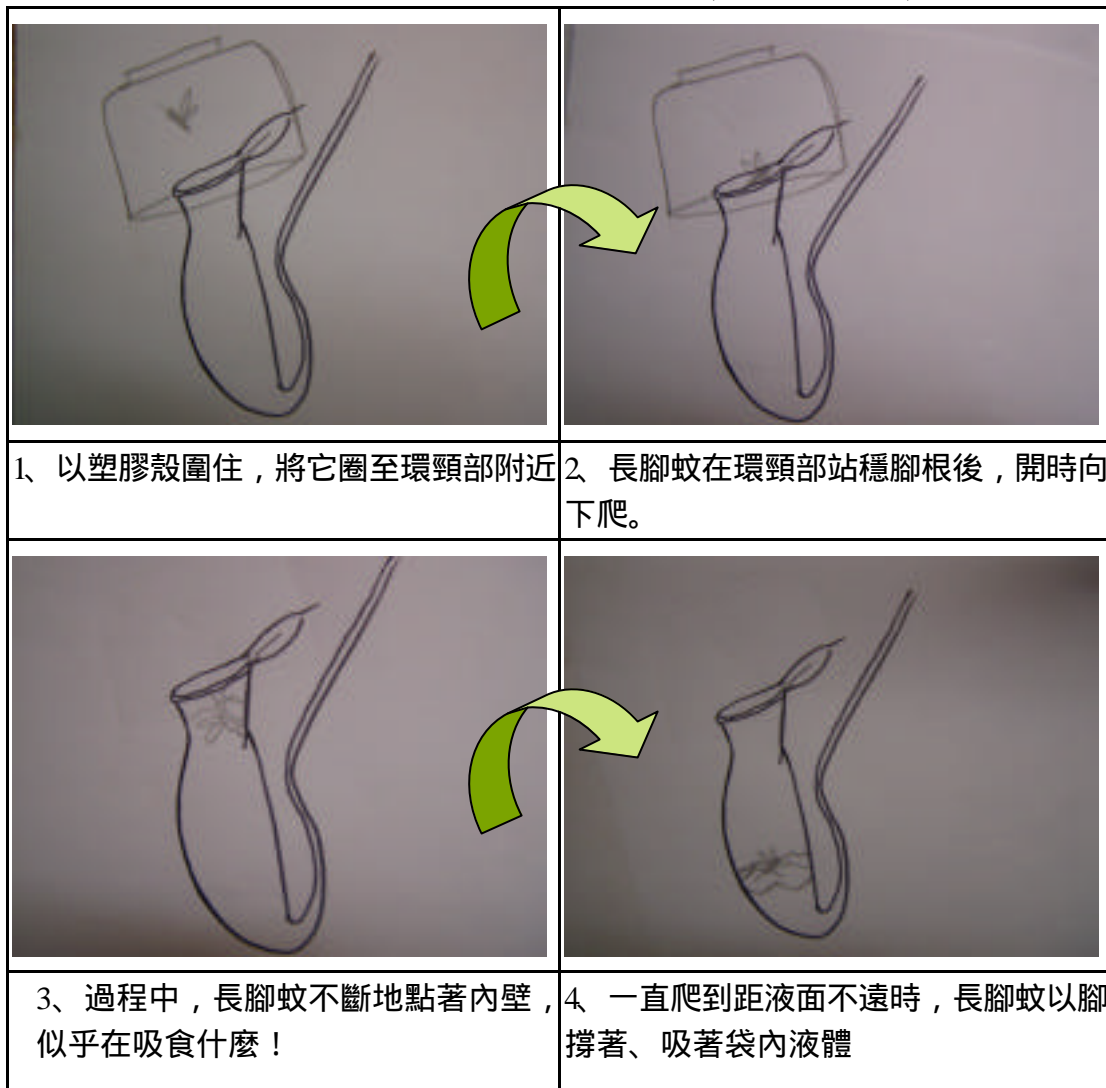 1、 以塑膠殼圍住，將它圈至環頸部附近
2、 長腳蚊在環頸部站穩腳根後，開時向
下爬。
3、 過程中，長腳蚊不斷地點著內壁，
似乎在吸食什麼！
4、 一直爬到距液面不遠時，長腳蚊以腳
撐著、吸著袋內液體